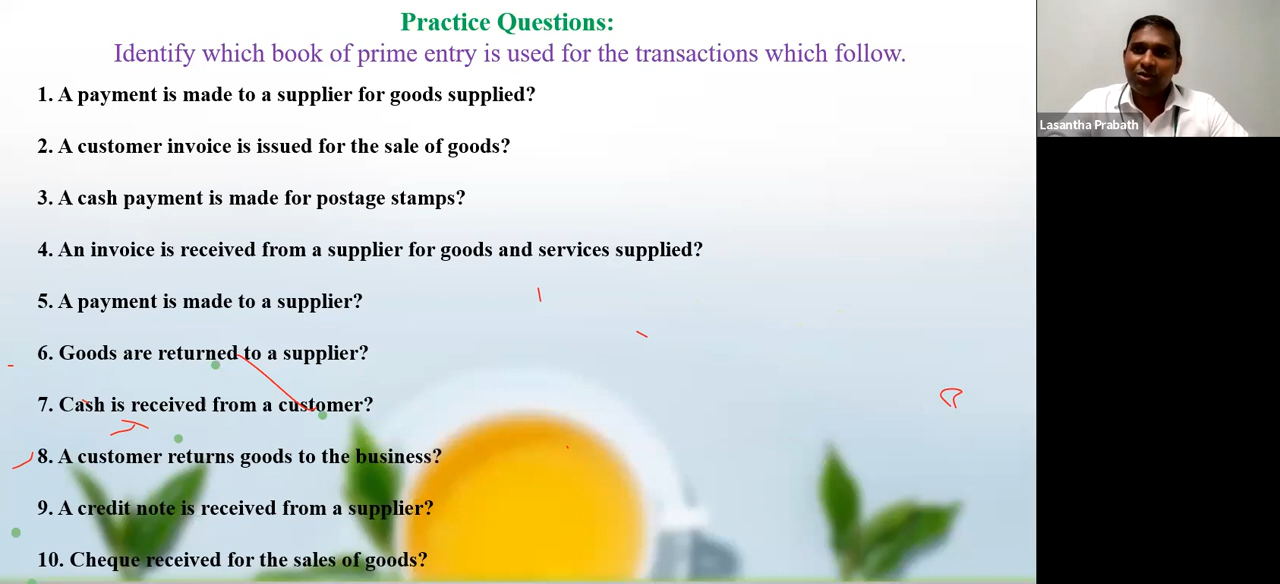 Practice Questions:
Identify which book of prime entry is used for the transactions which follow.
1. A payment is made to a supplier for goods supplied?
2. A customer invoice is issued for the sale of goods?
3. A cash payment is made for postage stamps?
4. An invoice is received from a supplier for goods and services supplied?
5. A payment is made to a supplier?
6. Goods are returned to a supplier?
7. Cash is received from a customer?
8. A customer returns goods to the business?
9. A credit note is received from a supplier?
10. Cheque received for the sales of goods?
Lasantha Prabath